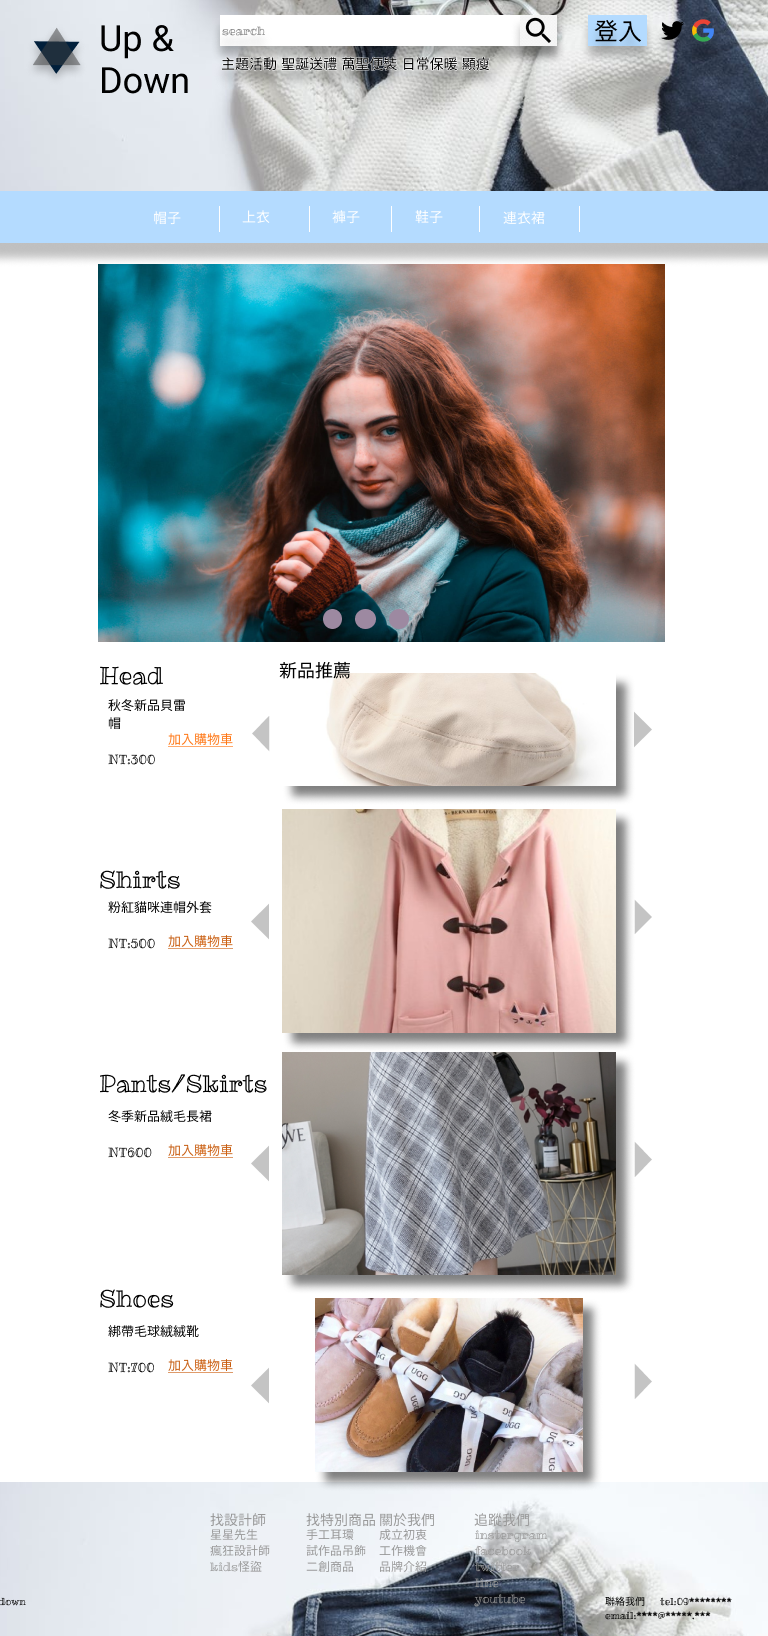 Up &
Down
search
登入
主題活動 聖誕送禮 萬聖變裝 日常保暖 顯瘦
帽子 上衣 褲子 鞋子 連衣裙
Head
新品推薦
秋冬新品貝雷
帽
加入購物車
NT:300
Shirts
粉紅貓咪連帽外套
NT:500 加入購物車
Pants/Skirts
冬季新品絨毛長裙
NT600 加入購物車
Shoes
綁帶毛球絨絨靴
NT:700 加入購物車
UGG
找設計師 找特別商品 關於我們 追蹤我們
星星先生 手工耳環 成立初衷
瘋狂設計師 試作品吊飾 工作機會 facebook
kids怪盜 二創商品 品牌介紹
line
youtube
down 聯絡我們 tel:09********
email:****@*****.***